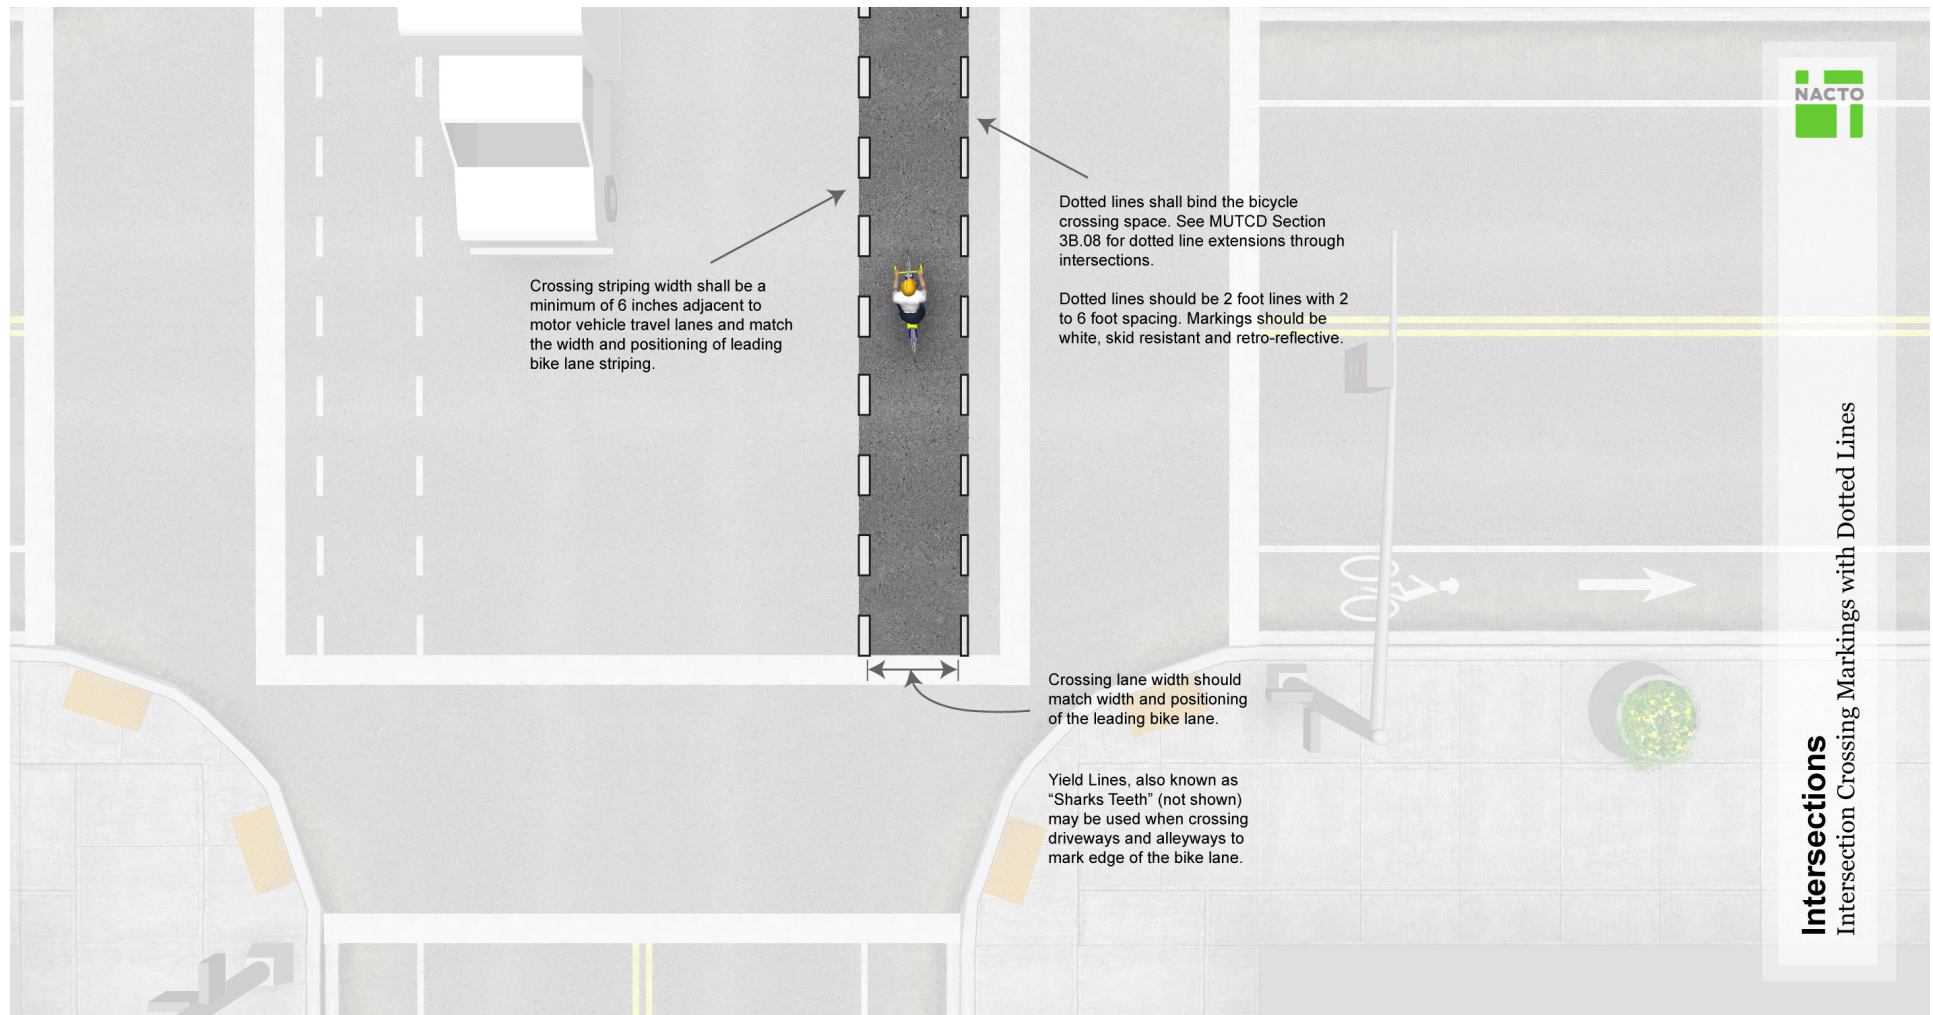 NACTO
Dotted lines shall bind the bicycle
crossing space. See MUTCD Section
3B.08 for dotted line extensions through
intersections.
Dotted lines should be 2 foot lines with 2
to 6 foot spacing. Markings should be
white, skid resistant and retro-reflective.
Crossing striping width shall be a
minimum of 6 inches adjacent to
motor vehicle travel lanes and match
the width and positioning of leading
bike lane striping.
Crossing lane width should
match width and positioning
of the leading bike lane.
Yield Lines, also known as
“Sharks Teeth” (not shown)
may be used when crossing
driveways and alleyways to
mark edge of the bike lane.
Intersections
Intersection Crossing Markings with Dotted Lines